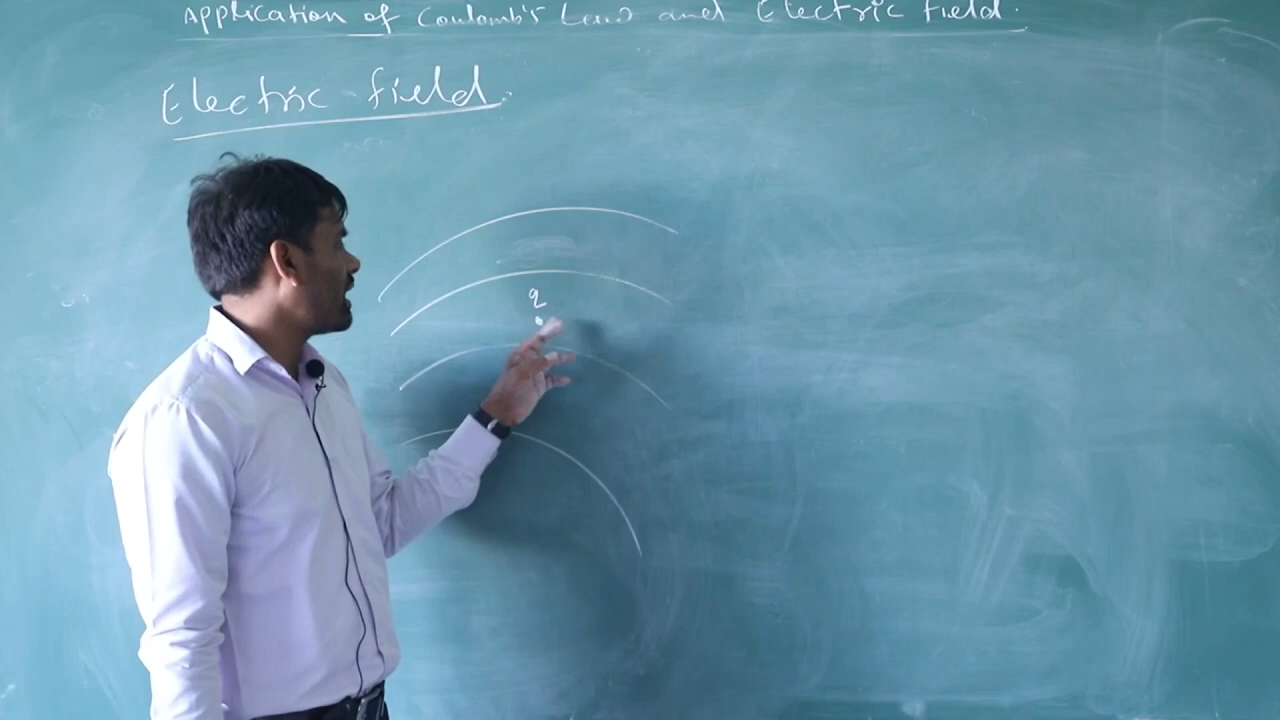 Application of Coulomb's Law and Electric Field.
Electric field.
q